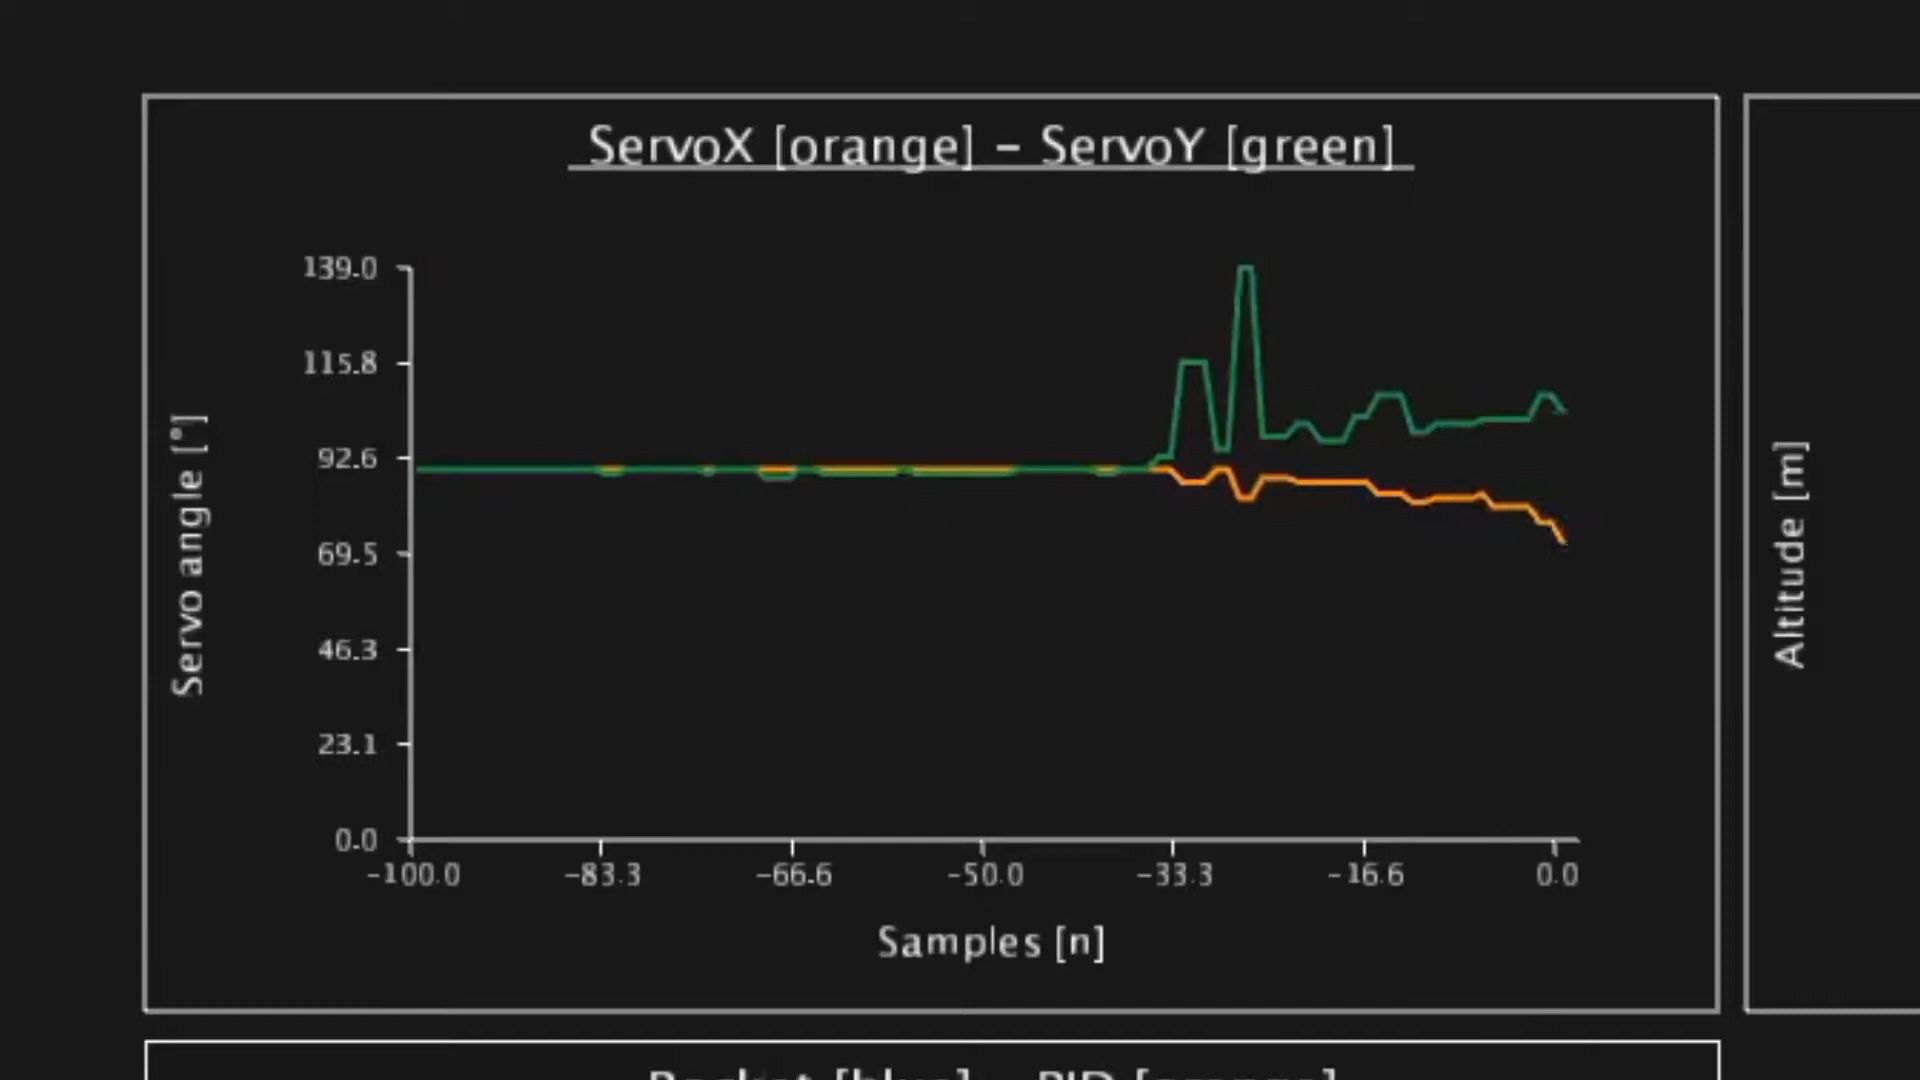 ServoX [orange] – ServoY [green]
139.0
115.8
92.6
69.5
46.3
23.1
0.0
Servo angle [°]
-100.0 -83.3 -66.6 -50.0 -33.3 -16.6 0.0
Samples [n]
Altitude [m]